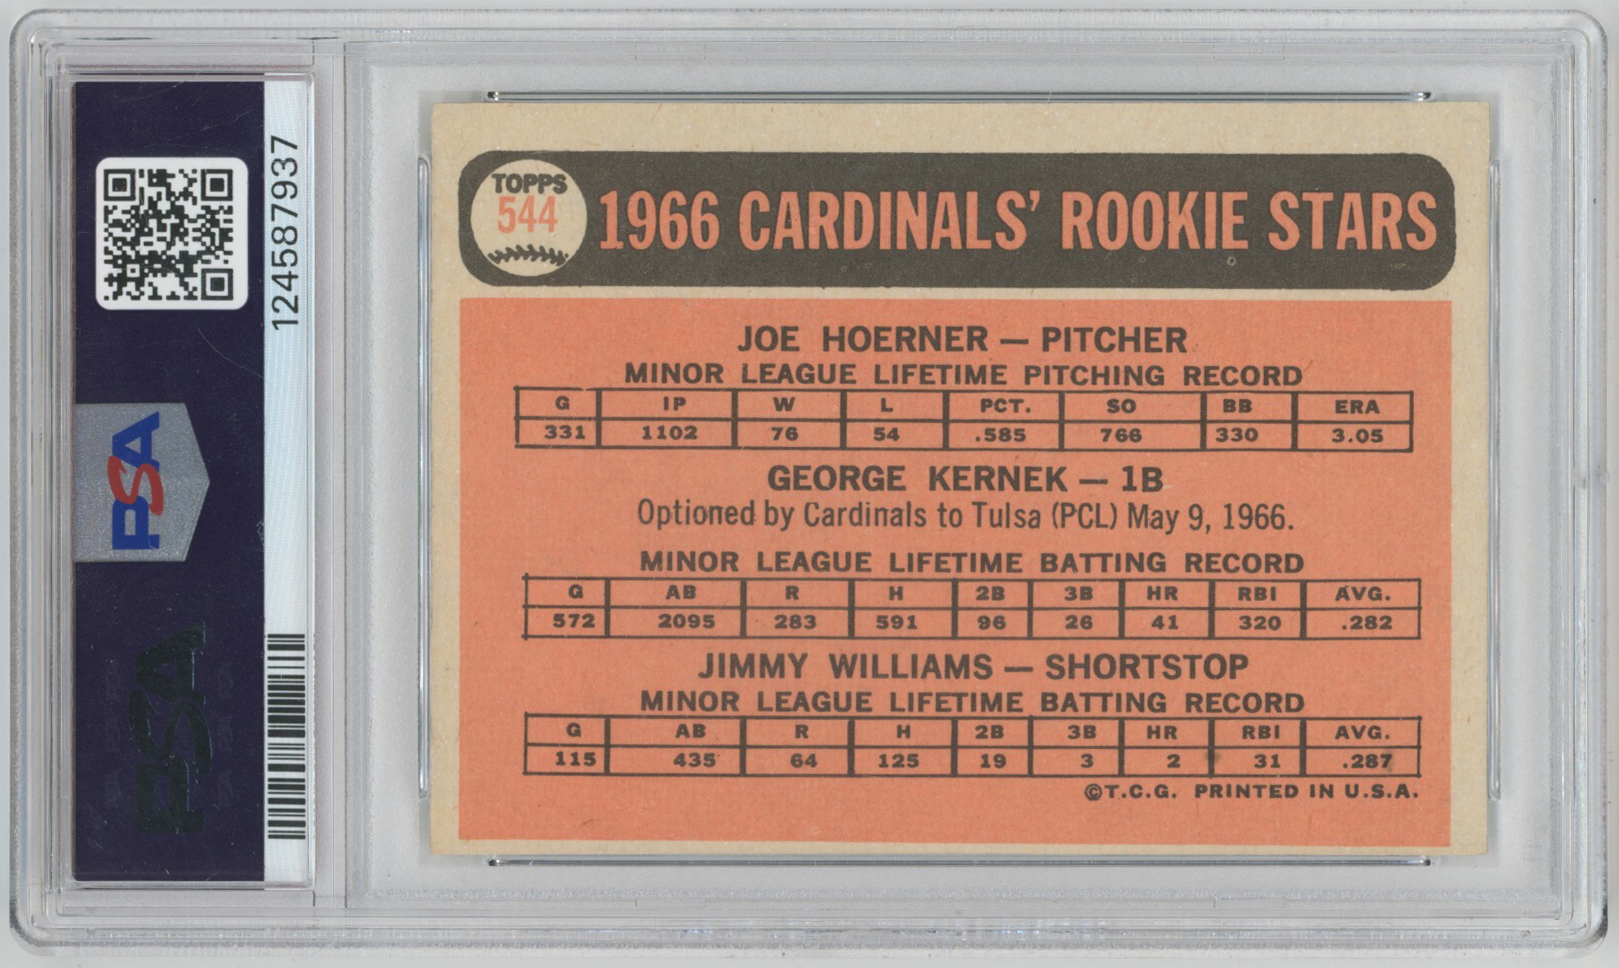 124587937
PSA
PSA
TOPPS
544
1966 CARDINALS' ROOKIE STARS
JOE HOERNER — PITCHER
MINOR LEAGUE LIFETIME PITCHING RECORD
G IP W L PCT. SO BB ERA
331 1102 76 54 .585 766 330 3.05
GEORGE KERNEK — 1B
Optioned by Cardinals to Tulsa (PCL) May 9, 1966.
MINOR LEAGUE LIFETIME BATTING RECORD
G AB R H 2B 3B HR RBI AVG.
572 2095 283 591 96 26 41 320 .282
JIMMY WILLIAMS — SHORTSTOP
MINOR LEAGUE LIFETIME BATTING RECORD
G AB R H 2B 3B HR RBI AVG.
115 435 64 125 19 3 2 31 .287
©T.C.G. PRINTED IN U.S.A.